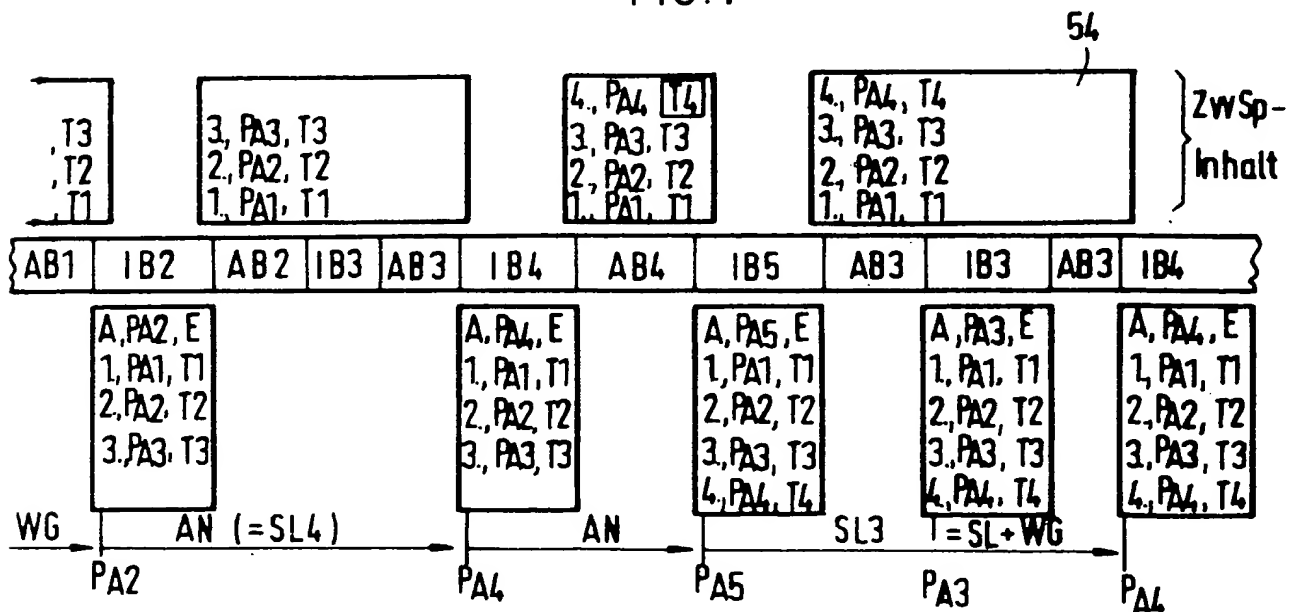 54
, T3
, T2
, T1
3., PA3, T3
2., PA2, T2
1., PA1, T1
4., PA4 T4
3., PA3, T3
2., PA2, T2
1., PA1, T1
4., PA4, T4
3., PA3, T3
2., PA2, T2
1., PA1, T1
ZwSp-
Inhalt
AB1 IB2 AB2 IB3 AB3 IB4 AB4 IB5 AB3 IB3 AB3 IB4
A, PA2, E
1., PA1, T1
2., PA2, T2
3., PA3, T3
A, PA4, E
1., PA1, T1
2., PA2, T2
3., PA3, T3
A, PA5, E
1., PA1, T1
2., PA2, T2
3., PA3, T3
4., PA4, T4
A, PA3, E
1., PA1, T1
2., PA2, T2
3., PA3, T3
4., PA4, T4
A, PA4, E
1., PA1, T1
2., PA2, T2
3., PA3, T3
4., PA4, T4
WG AN (=SL4) AN SL3 = SL+WG
PA2 PA4 PA5 PA3 PA4